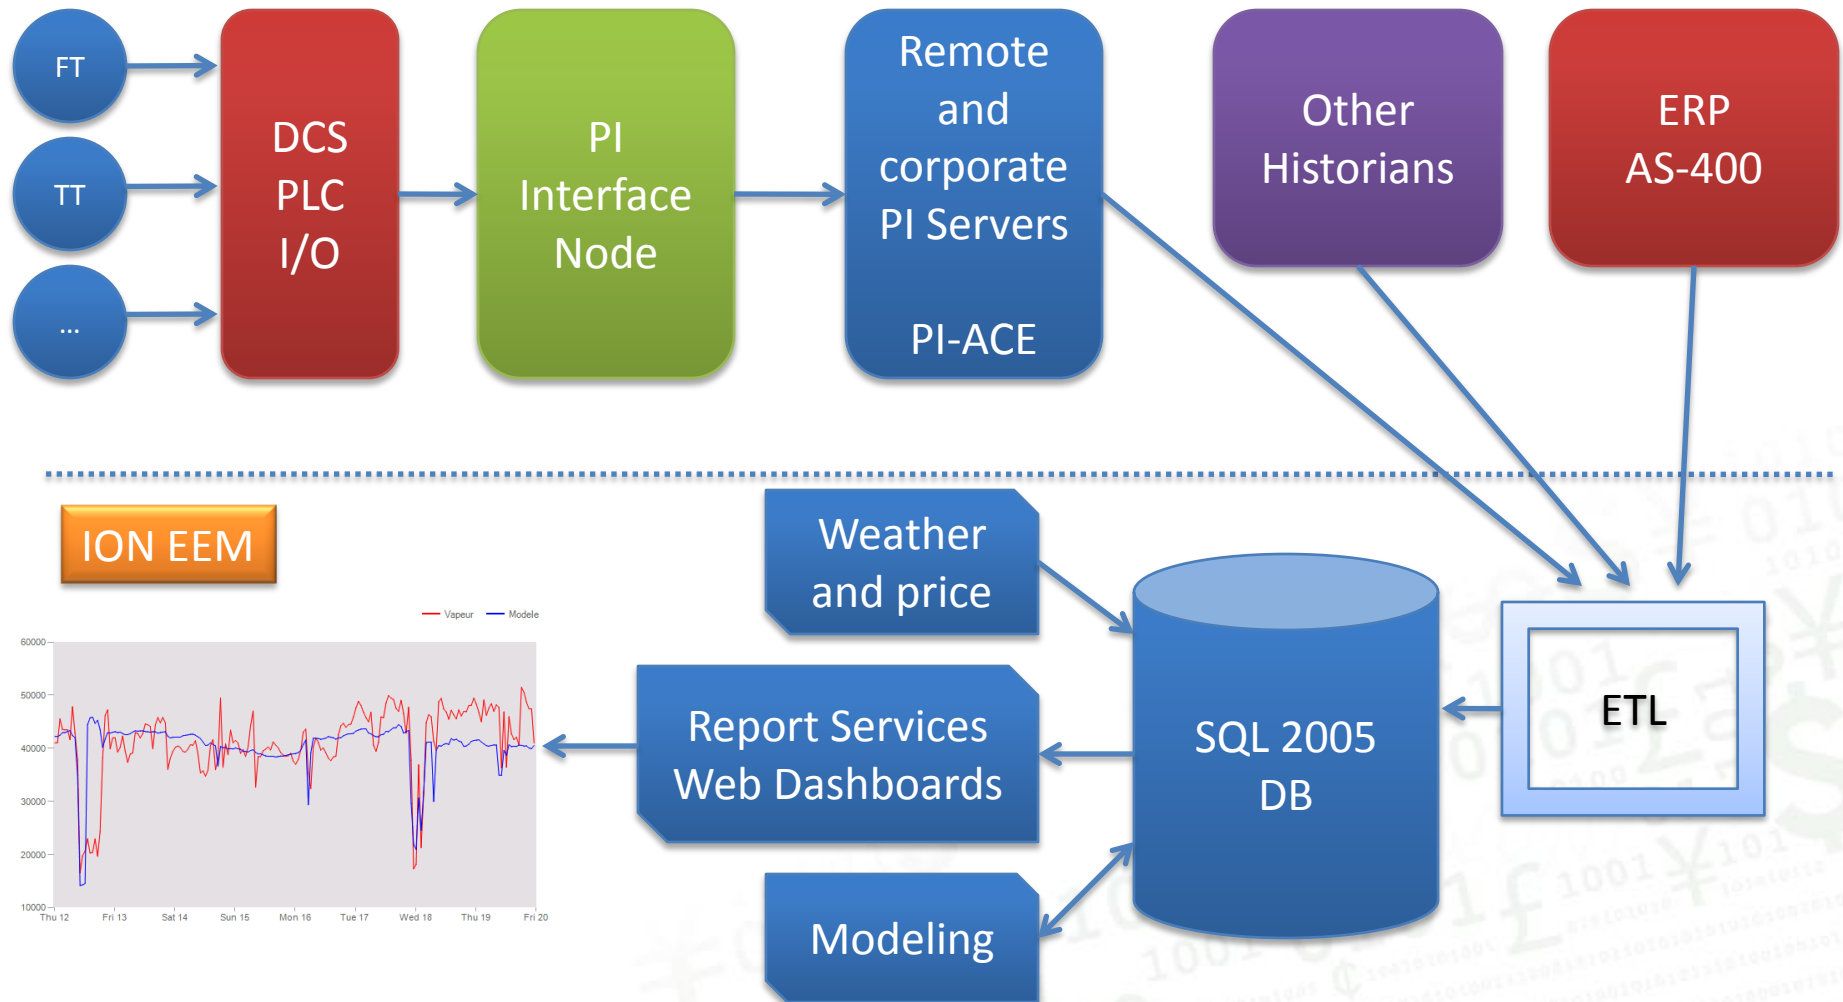 FT
TT
...
DCS
PLC
I/O
PI
Interface
Node
Remote
and
corporate
PI Servers
PI-ACE
Other
Historians
ERP
AS-400
ION EEM
Weather
and price
Report Services
Web Dashboards
Modeling
SQL 2005
DB
ETL
Vapeur
Modele
60000
50000
40000
30000
20000
10000
Thu 12
Fri 13
Sat 14
Sun 15
Mon 16
Tue 17
Wed 18
Thu 19
Fri 20